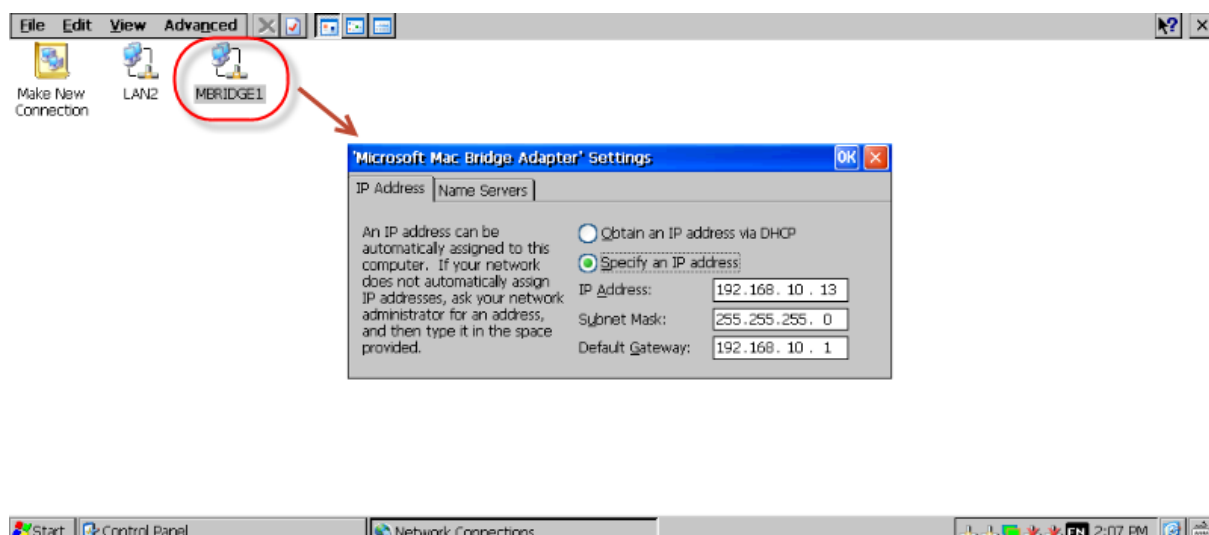 File Edit View Advanced
?
Make New
Connection
LAN2
MBRIDGE1
'Microsoft Mac Bridge Adapter' Settings OK
IP Address Name Servers
An IP address can be
automatically assigned to this
computer. If your network
does not automatically assign
IP addresses, ask your network
administrator for an address,
and then type it in the space
provided.
Obtain an IP address via DHCP
Specify an IP address
IP Address: 192.168. 10 . 13
Subnet Mask: 255.255.255. 0
Default Gateway: 192.168. 10 . 1
Start Control Panel Network Connections EN 2:07 PM